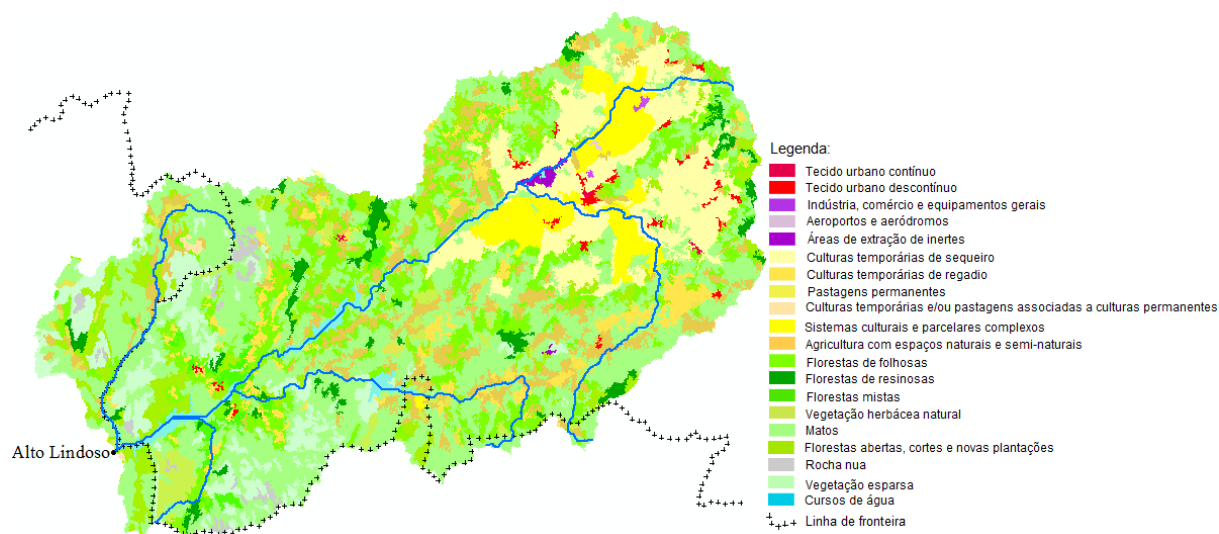 Legenda:
Tecido urbano contínuo
Tecido urbano descontínuo
Indústria, comércio e equipamentos gerais
Aeroportos e aeródromos
Áreas de extração de inertes
Culturas temporárias de sequeiro
Culturas temporárias de regadio
Pastagens permanentes
Culturas temporárias e/ou pastagens associadas a culturas permanentes
Sistemas culturais e parcelares complexos
Agricultura com espaços naturais e semi-naturais
Florestas de folhosas
Florestas de resinosas
Florestas mistas
Vegetação herbácea natural
Matos
Florestas abertas, cortes e novas plantações
Rocha nua
Vegetação esparsa
Cursos de água
Linha de fronteira
Alto Lindoso